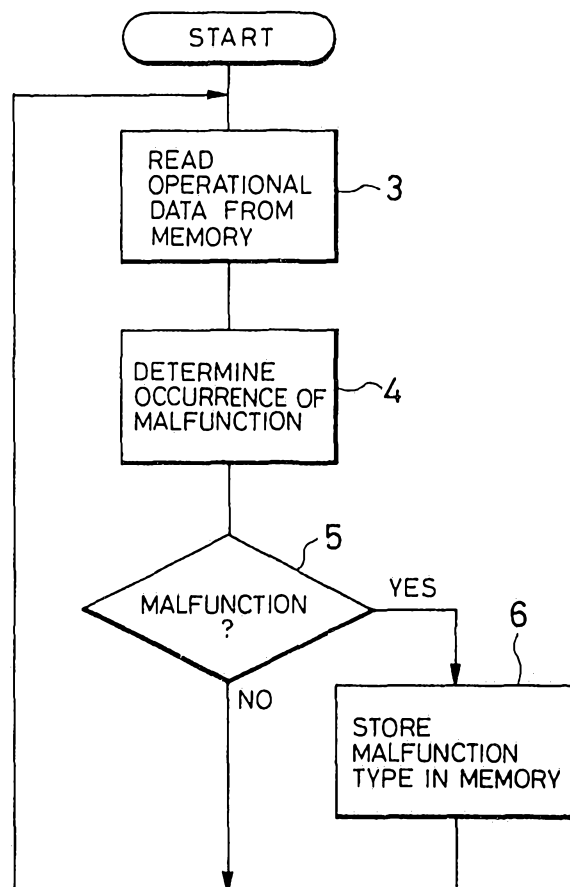 START
READ
OPERATIONAL
DATA FROM
MEMORY
3
DETERMINE
OCCURRENCE OF
MALFUNCTION
4
MALFUNCTION
?
5
YES
NO
6
STORE
MALFUNCTION
TYPE IN MEMORY